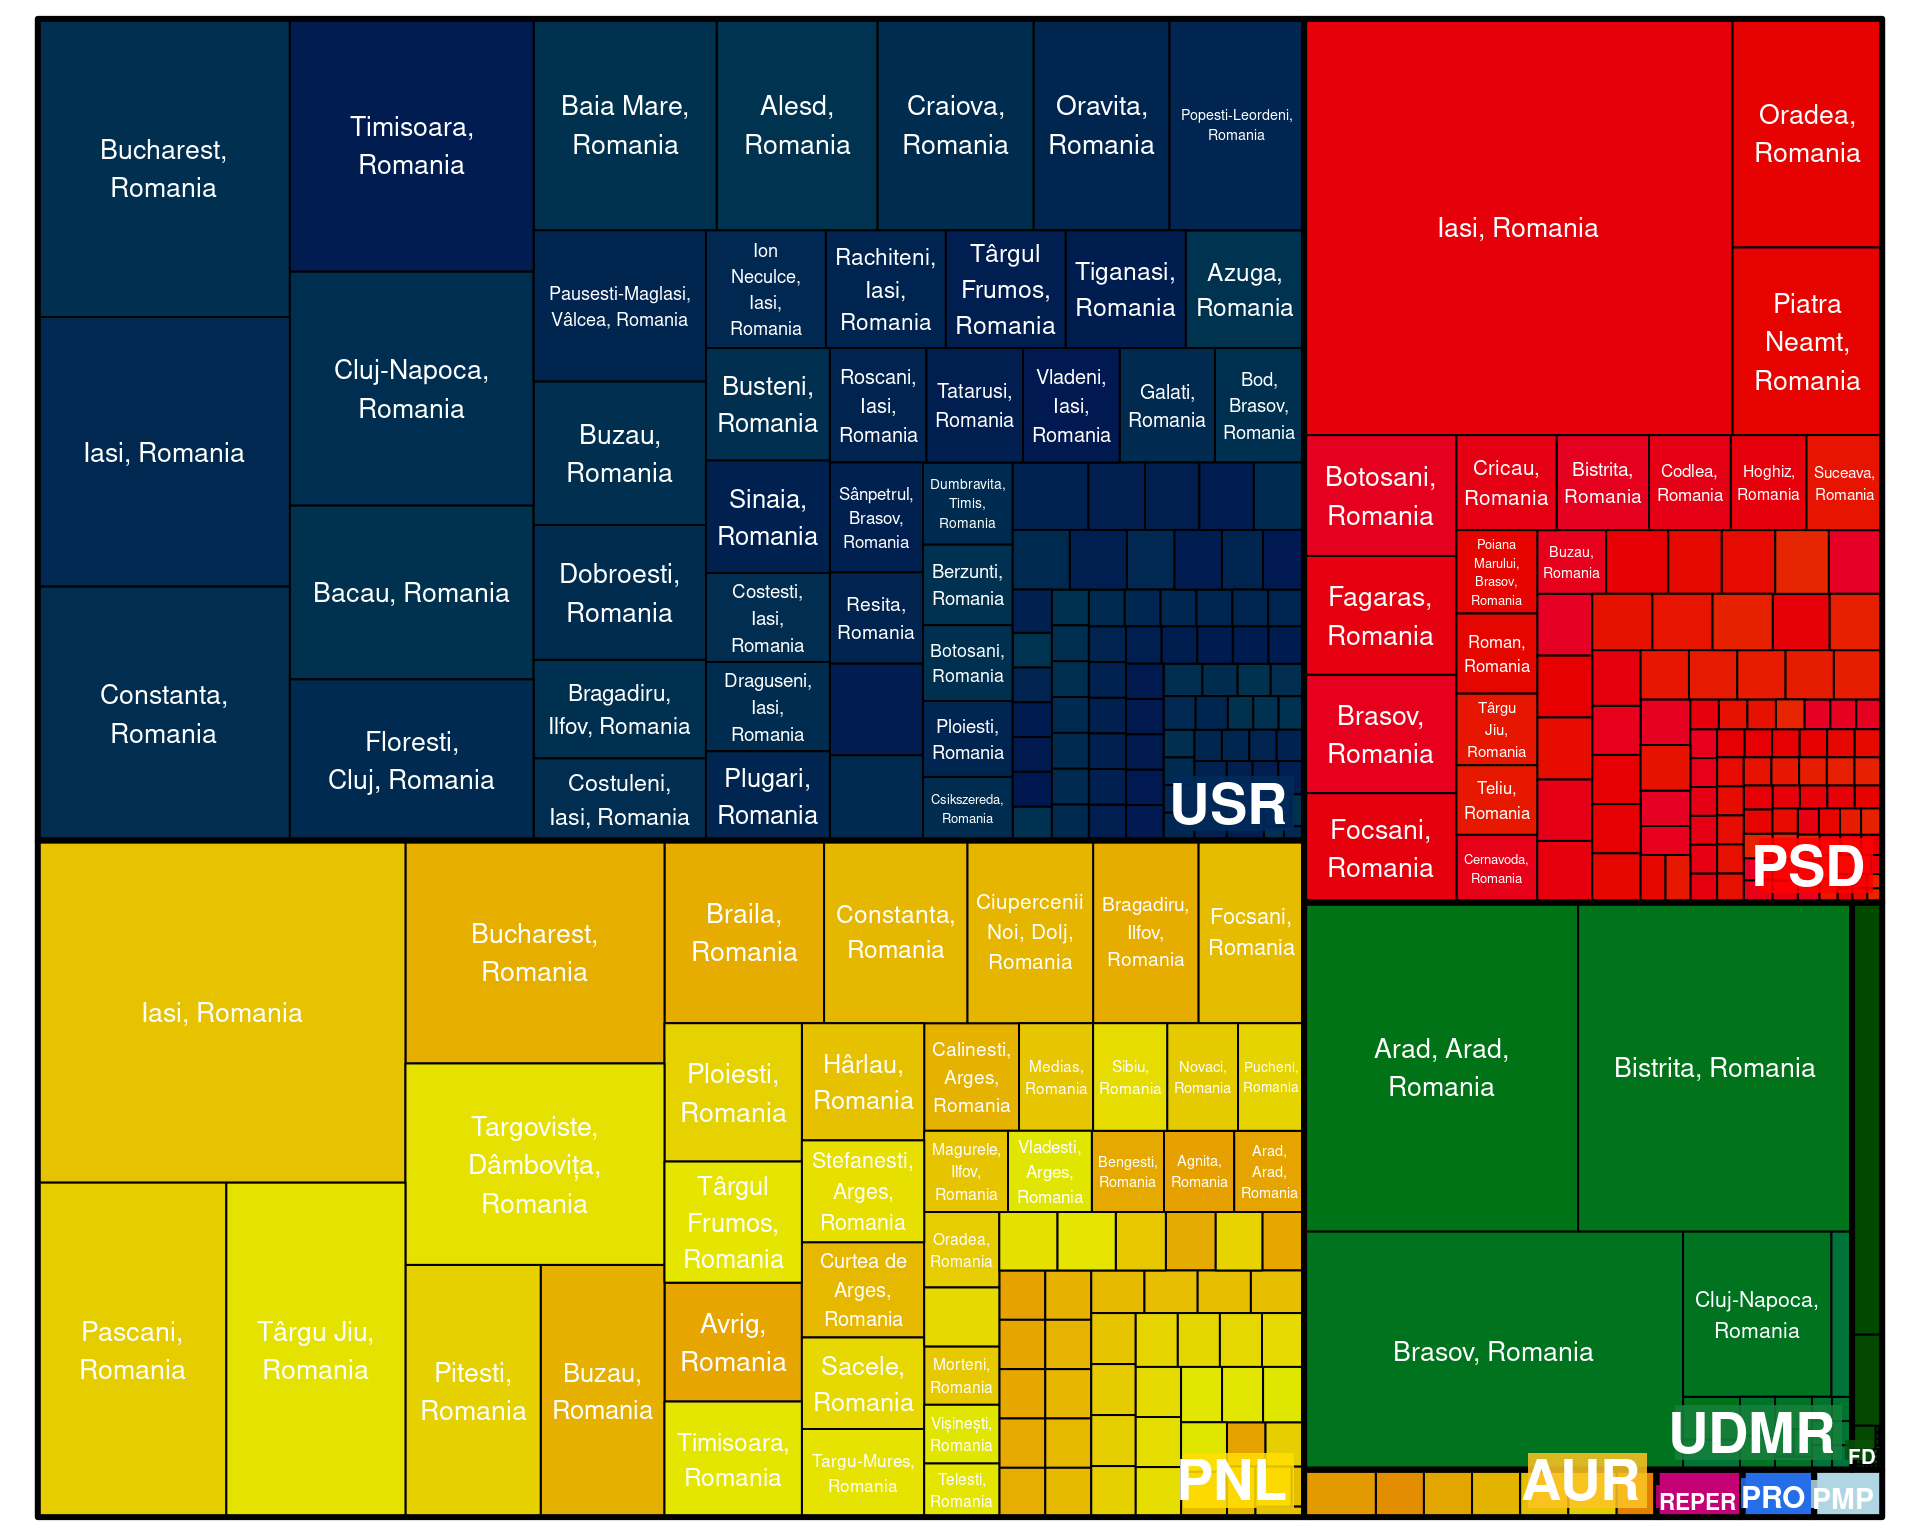 Bucharest,
Romania
Iasi, Romania
Constanta,
Romania
Timisoara,
Romania
Cluj-Napoca,
Romania
Bacau, Romania
Floresti,
Cluj, Romania
Baia Mare,
Romania
Alesd,
Romania
Craiova,
Romania
Oravita,
Romania
Popesti-Leordeni,
Romania
Pausesti-Maglasi,
Vâlcea, Romania
Buzau,
Romania
Dobroesti,
Romania
Bragadiru,
Ilfov, Romania
Costuleni,
Iasi, Romania
Ion
Neculce,
Iasi,
Romania
Rachiteni,
Iasi,
Romania
Târgul
Frumos,
Romania
Tiganasi,
Romania
Azuga,
Romania
Busteni,
Romania
Sinaia,
Romania
Costesti,
Iasi,
Romania
Draguseni,
Iasi,
Romania
Plugari,
Romania
Roscani,
Iasi,
Romania
Tatarusi,
Romania
Vladeni,
Iasi,
Romania
Galati,
Romania
Bod,
Brasov,
Romania
Sânpetrul,
Brasov,
Romania
Resita,
Romania
Dumbravita,
Timis,
Romania
Berzunti,
Romania
Botosani,
Romania
Ploiesti,
Romania
Csikszereda,
Romania
USR
Iasi, Romania
Oradea,
Romania
Piatra
Neamt,
Romania
Botosani,
Romania
Fagaras,
Romania
Brasov,
Romania
Focsani,
Romania
Cricau,
Romania
Bistrita,
Romania
Codlea,
Romania
Hoghiz,
Romania
Suceava,
Romania
Poiana
Marului,
Brasov,
Romania
Buzau,
Romania
Roman,
Romania
Târgu
Jiu,
Romania
Teliu,
Romania
Cernavoda,
Romania
PSD
Iasi, Romania
Pascani,
Romania
Târgu Jiu,
Romania
Bucharest,
Romania
Targoviste,
Dâmbovița,
Romania
Pitesti,
Romania
Buzau,
Romania
Braila,
Romania
Constanta,
Romania
Ciupercenii
Noi, Dolj,
Romania
Bragadiru,
Ilfov,
Romania
Focsani,
Romania
Ploiesti,
Romania
Târgul
Frumos,
Romania
Avrig,
Romania
Timisoara,
Romania
Hârlau,
Romania
Stefanesti,
Arges,
Romania
Curtea de
Arges,
Romania
Sacele,
Romania
Targu-Mures,
Romania
Calinesti,
Arges,
Romania
Medias,
Romania
Sibiu,
Romania
Novaci,
Romania
Pucheni,
Romania
Magurele,
Ilfov,
Romania
Vladesti,
Arges,
Romania
Bengesti,
Romania
Agnita,
Romania
Arad,
Arad,
Romania
Oradea,
Romania
Morteni,
Romania
Vișinești,
Romania
Telesti,
Romania
PNL
Arad, Arad,
Romania
Bistrita, Romania
Brasov, Romania
Cluj-Napoca,
Romania
UDMR
FD
AUR
REPER
PRO
PMP